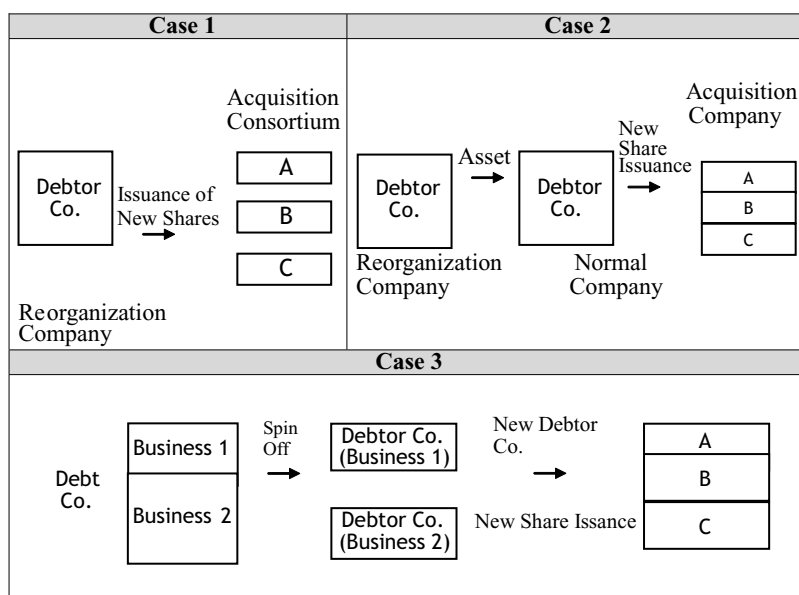 Case 1
Acquisition
Consortium
Debtor
Co.
Issuance of
New Shares
A
B
C
Reorganization
Company
Case 2
Acquisition
Company
New
Share
Issuance
Asset
Debtor
Co.
Debtor
Co.
A
B
C
Reorganization
Company
Normal
Company
Case 3
Debt
Co.
Business 1
Business 2
Spin
Off
Debtor Co.
(Business 1)
Debtor Co.
(Business 2)
New Debtor
Co.
New Share Issance
A
B
C